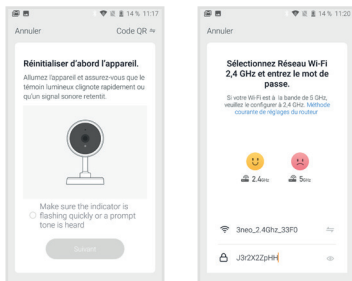 14 % 11:17
Annuler Code QR
Réinitialiser d'abord l'appareil.
Allumez l'appareil et assurez-vous que le
témoin lumineux clignote rapidement ou
qu'un signal sonore retentit.
Make sure the indicator is
flashing quickly or a prompt
tone is heard
14 % 11:20
Annuler
Sélectionnez Réseau Wi-Fi
2,4 GHz et entrez le mot de
passe.
Si votre Wi-Fi est à la bande de 5 GHz,
veuillez le configurer à 2,4 GHz. Méthode
courante de réglages du routeur
2.4GHz 5GHz
3neo_2.4Ghz_33F0
J3r2X2ZpHH